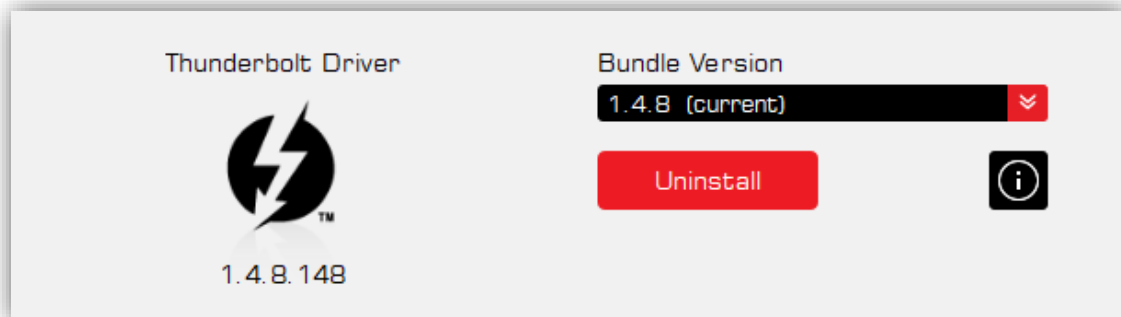 Thunderbolt Driver
TM
1.4.8.148
Bundle Version
1.4.8 (current)
Uninstall
i